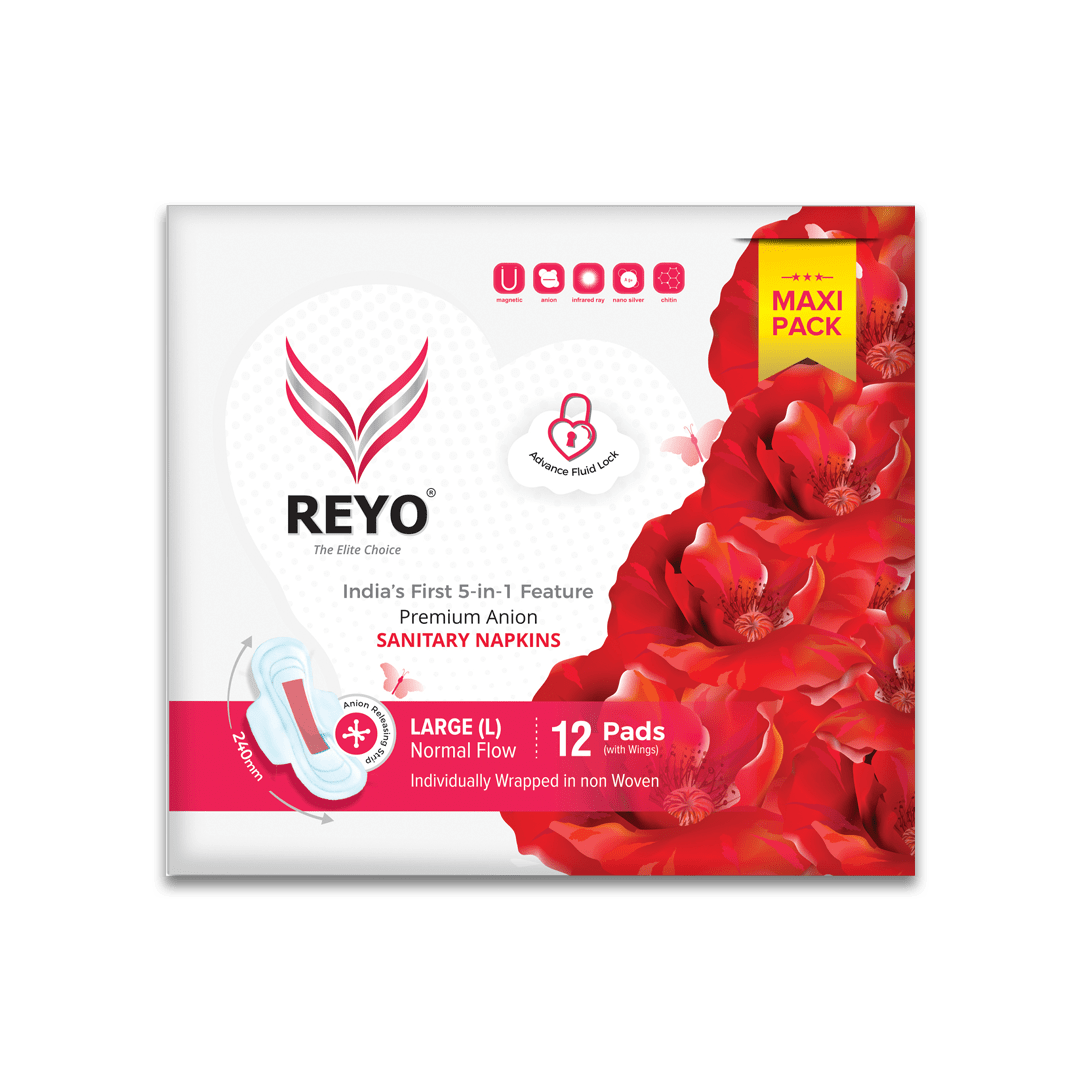 magnetic
anion
infrared ray
nano silver
Ag+
chitin
MAXI
PACK
REYO®
The Elite Choice
Advance Fluid Lock
India's First 5-in-1 Feature
Premium Anion
SANITARY NAPKINS
240mm
Anion Releasing Strip
LARGE (L)
Normal Flow
12 Pads
(with Wings)
Individually Wrapped in non Woven